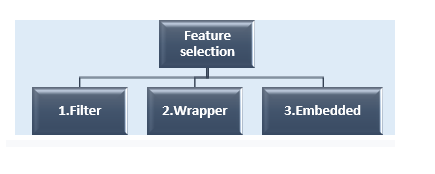 Feature
selection
1.Filter
2.Wrapper
3.Embedded